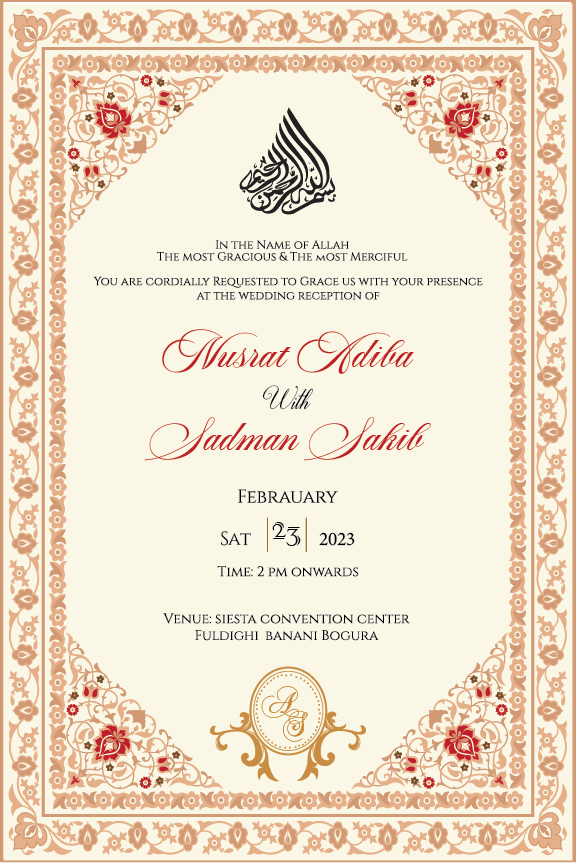 بسم الله الرحمن الرحيم
In the Name of Allah
The most Gracious & The most Merciful
You are cordially Requested to Grace us with your presence
at the wedding reception of
Nusrat Adiba
With
Sadman Sakib
Febrauary
Sat 23 2023
Time: 2 pm onwards
Venue: siesta convention center
Fuldighi banani Bogura
AS